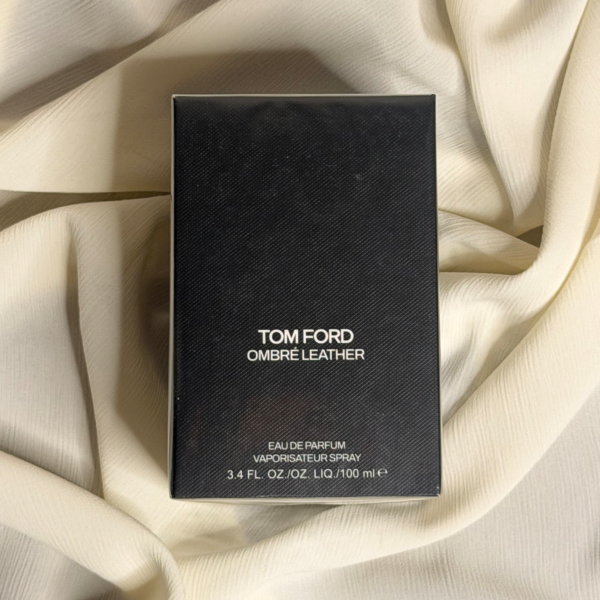 TOM FORD
OMBRÉ LEATHER
EAU DE PARFUM
VAPORISATEUR SPRAY
3.4 FL. OZ./OZ. LIQ./100 ml ℮